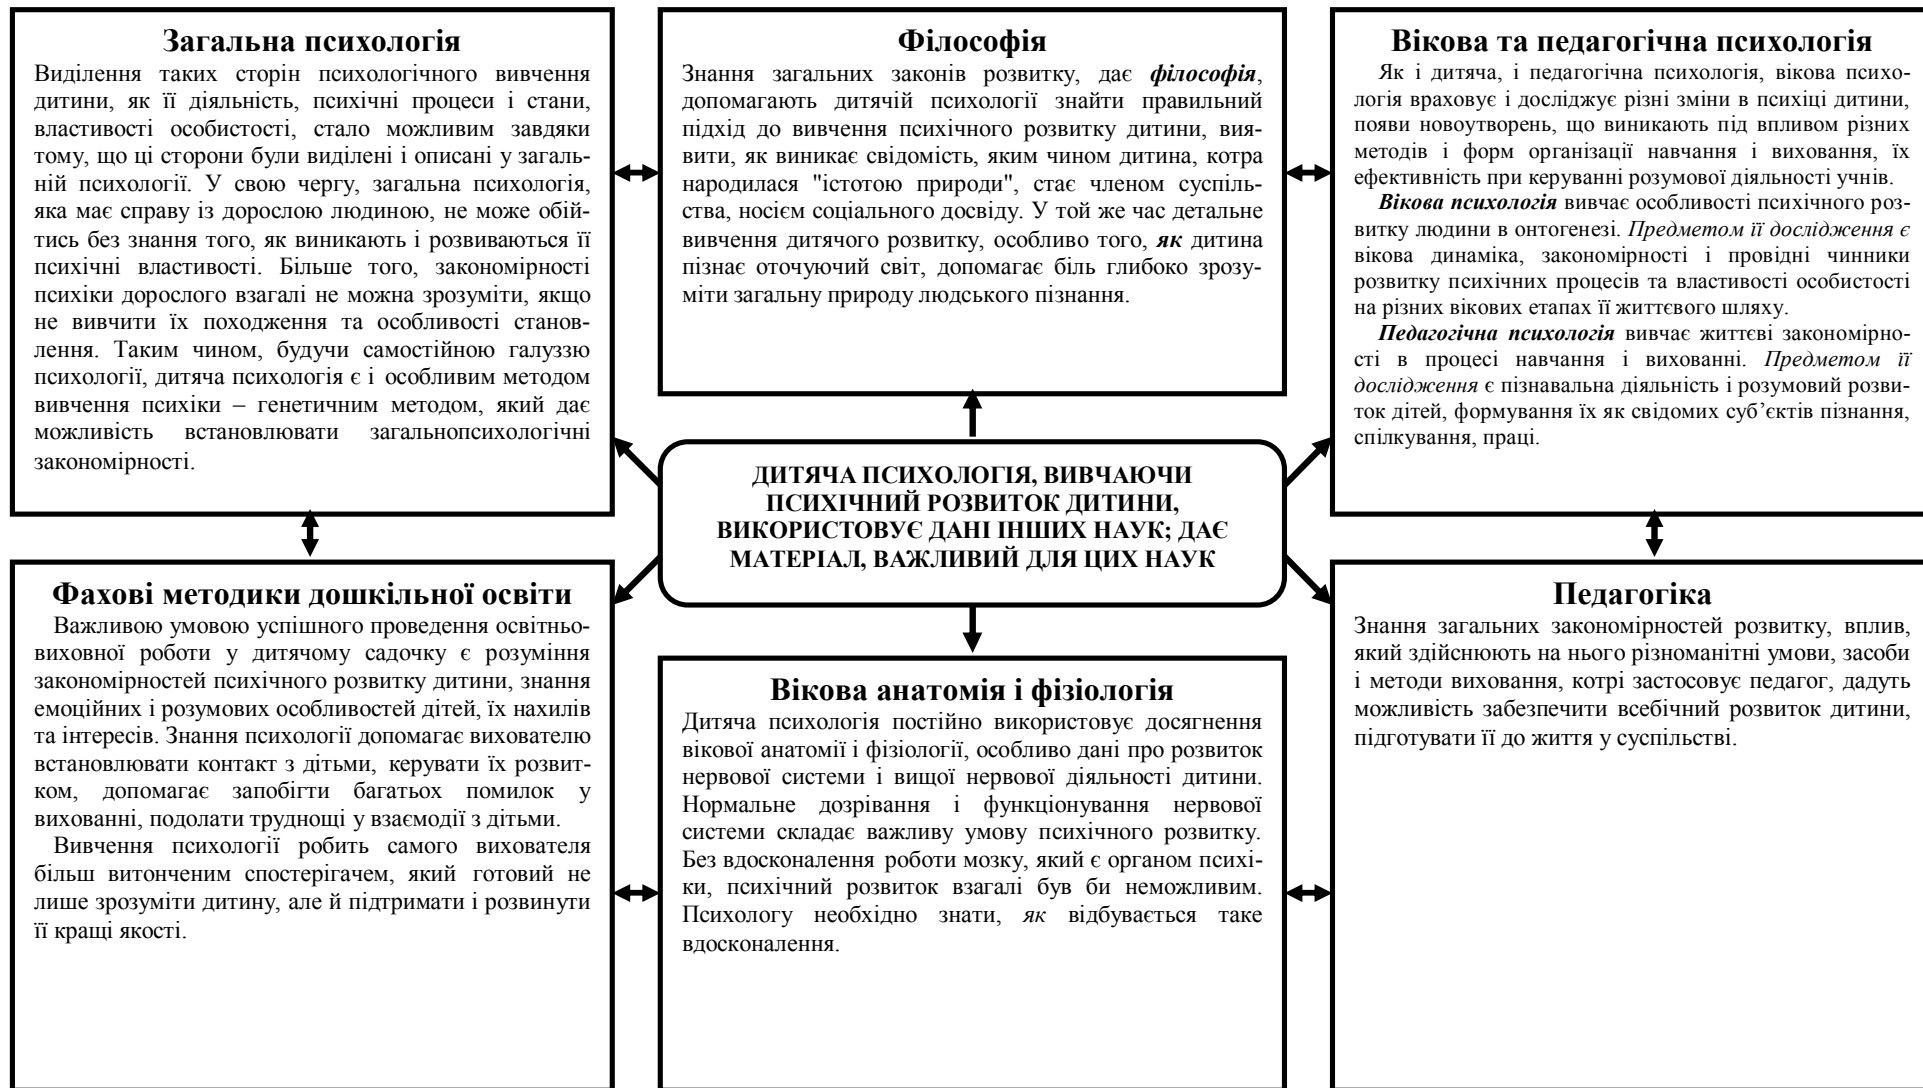 Загальна психологія
Виділення таких сторін психологічного вивчення
дитини, як її діяльність, психічні процеси і стани,
властивості особистості, стало можливим завдяки
тому, що ці сторони були виділені і описані у загаль-
ній психології. У свою чергу, загальна психологія,
яка має справу із дорослою людиною, не може обій-
тись без знання того, як виникають і розвиваються її
психічні властивості. Більше того, закономірності
психіки дорослого взагалі не можна зрозуміти, якщо
не вивчити їх походження та особливості станов-
лення. Таким чином, будучи самостійною галуззю
психології, дитяча психологія є і особливим методом
вивчення психіки – генетичним методом, який дає
можливість встановлювати загальнопсихологічні
закономірності.
Філософія
Знання загальних законів розвитку, дає філософія,
допомагають дитячій психології знайти правильний
підхід до вивчення психічного розвитку дитини, вия-
вити, як виникає свідомість, яким чином дитина, котра
народилася "істотою природи", стає членом суспіль-
ства, носієм соціального досвіду. У той же час детальне
вивчення дитячого розвитку, особливо того, як дитина
пізнає оточуючий світ, допомагає біль глибоко зрозу-
міти загальну природу людського пізнання.
Вікова та педагогічна психологія
Як і дитяча, і педагогічна психологія, вікова психо-
логія враховує і досліджує різні зміни в психіці дитини,
появи новоутворень, що виникають під впливом різних
методів і форм організації навчання і виховання, їх
ефективність при керуванні розумової діяльності учнів.
Вікова психологія вивчає особливості психічного роз-
витку людини в онтогенезі. Предметом її дослідження є
вікова динаміка, закономірності і провідні чинники
розвитку психічних процесів та властивості особистості
на різних вікових етапах її життєвого шляху.
Педагогічна психологія вивчає життєві закономірно-
сті в процесі навчання і вихованні. Предметом її
дослідження є пізнавальна діяльність і розумовий розви-
ток дітей, формування їх як свідомих суб’єктів пізнання,
спілкування, праці.
ДИТЯЧА ПСИХОЛОГІЯ, ВИВЧАЮЧИ
ПСИХІЧНИЙ РОЗВИТОК ДИТИНИ,
ВИКОРИСТОВУЄ ДАНІ ІНШИХ НАУК; ДАЄ
МАТЕРІАЛ, ВАЖЛИВИЙ ДЛЯ ЦИХ НАУК
Фахові методики дошкільної освіти
Важливою умовою успішного проведення освітньо-
виховної роботи у дитячому садочку є розуміння
закономірностей психічного розвитку дитини, знання
емоційних і розумових особливостей дітей, їх нахилів
та інтересів. Знання психології допомагає вихователю
встановлювати контакт з дітьми, керувати їх розвит-
ком, допомагає запобігти багатьох помилок у
вихованні, подолати труднощі у взаємодії з дітьми.
Вивчення психології робить самого вихователя
більш витонченим спостерігачем, який готовий не
лише зрозуміти дитину, але й підтримати і розвинути
її кращі якості.
Вікова анатомія і фізіологія
Дитяча психологія постійно використовує досягнення
вікової анатомії і фізіології, особливо дані про розвиток
нервової системи і вищої нервової діяльності дитини.
Нормальне дозрівання і функціонування нервової
системи складає важливу умову психічного розвитку.
Без вдосконалення роботи мозку, який є органом психі-
ки, психічний розвиток взагалі був би неможливим.
Психологу необхідно знати, як відбувається таке
вдосконалення.
Педагогіка
Знання загальних закономірностей розвитку, вплив,
який здійснюють на нього різноманітні умови, засоби
і методи виховання, котрі застосовує педагог, дадуть
можливість забезпечити всебічний розвиток дитини,
підготувати її до життя у суспільстві.